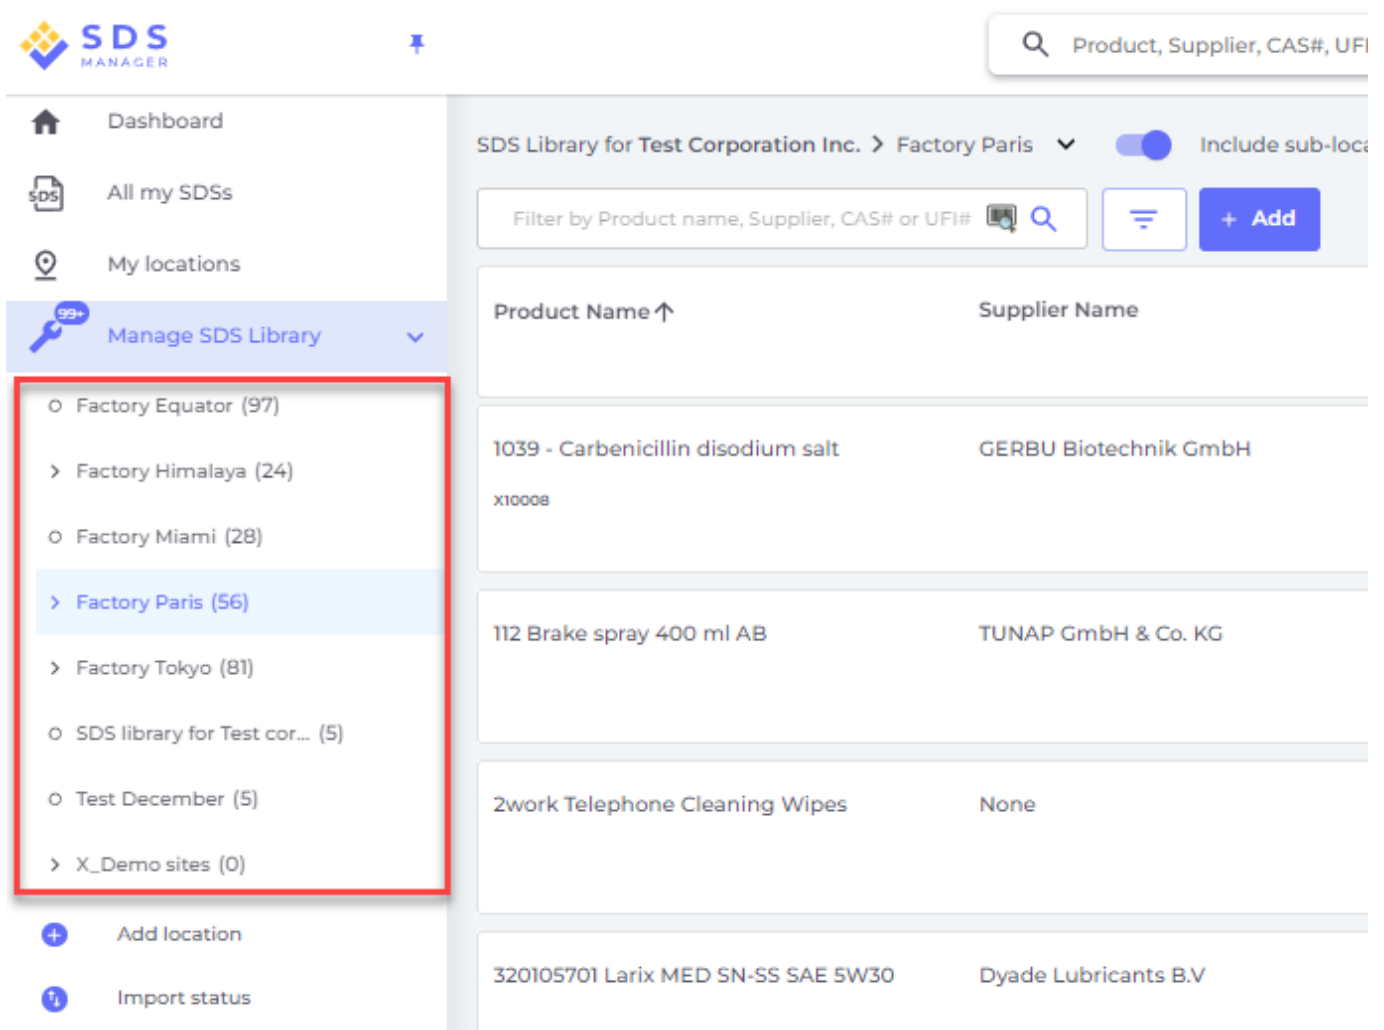 SDS
MANAGER
Product, Supplier, CAS#, UFI
Dashboard
SDS
All my SDSs
My locations
99+
Manage SDS Library
Factory Equator (97)
Factory Himalaya (24)
Factory Miami (28)
Factory Paris (56)
Factory Tokyo (81)
SDS library for Test cor... (5)
Test December (5)
X_Demo sites (0)
Add location
Import status
SDS Library for Test Corporation Inc. > Factory Paris
Include sub-loca
Filter by Product name, Supplier, CAS# or UFI#
+ Add
Product Name Supplier Name
1039 - Carbenicillin disodium salt GERBU Biotechnik GmbH
X10008
112 Brake spray 400 ml AB TUNAP GmbH & Co. KG
2work Telephone Cleaning Wipes None
320105701 Larix MED SN-SS SAE 5W30 Dyade Lubricants B.V